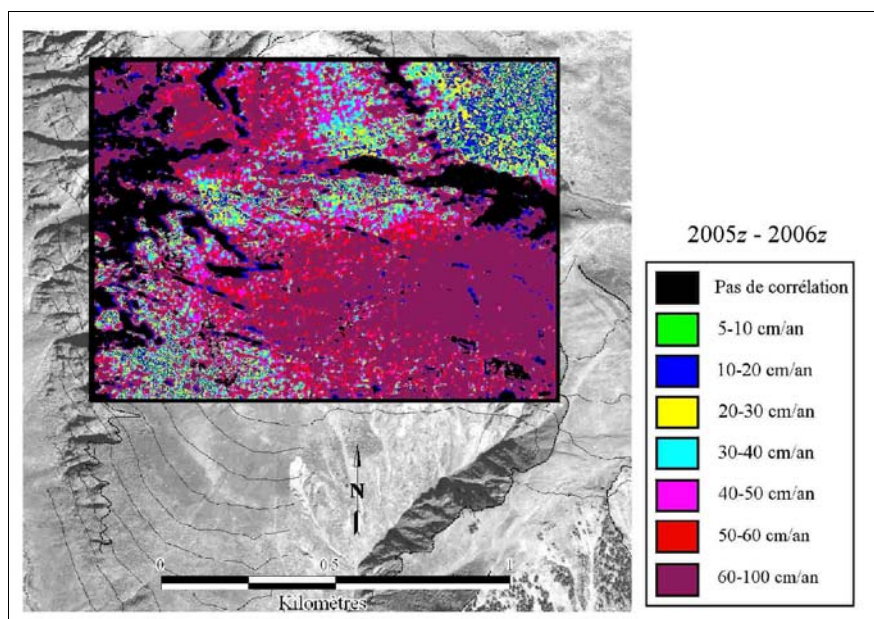 2005z - 2006z
Pas de corrélation
5-10 cm/an
10-20 cm/an
20-30 cm/an
30-40 cm/an
40-50 cm/an
50-60 cm/an
60-100 cm/an
N
0 0.5 1
Kilomètres